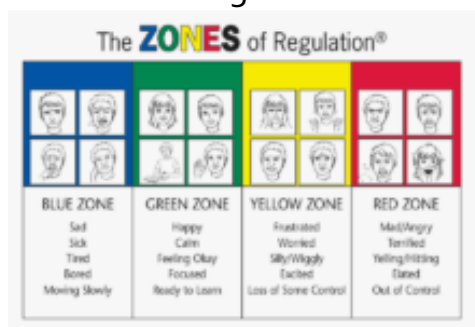 The ZONES of Regulation®
BLUE ZONE
Sad
Sick
Tired
Bored
Moving Slowly
GREEN ZONE
Happy
Calm
Feeling Okay
Focused
Ready to Learn
YELLOW ZONE
Frustrated
Worried
Silly/Wiggly
Excited
Loss of Some Control
RED ZONE
Mad/Angry
Terrified
Yelling/Hitting
Elated
Out of Control